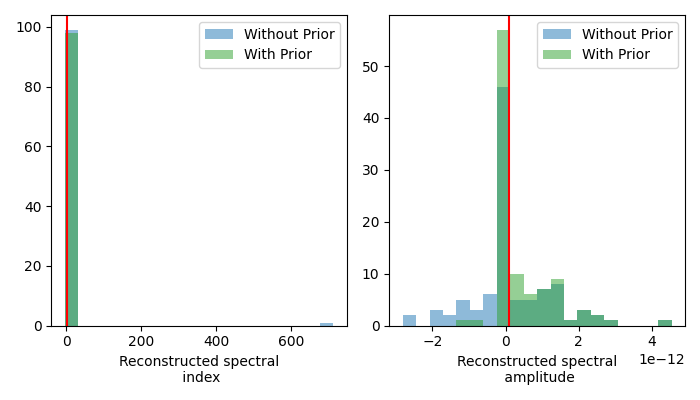 100
80
60
40
20
0
0
200
400
600
Reconstructed spectral
index
Without Prior
With Prior
50
40
30
20
10
0
−2
0
2
4
1e−12
Reconstructed spectral
amplitude
Without Prior
With Prior